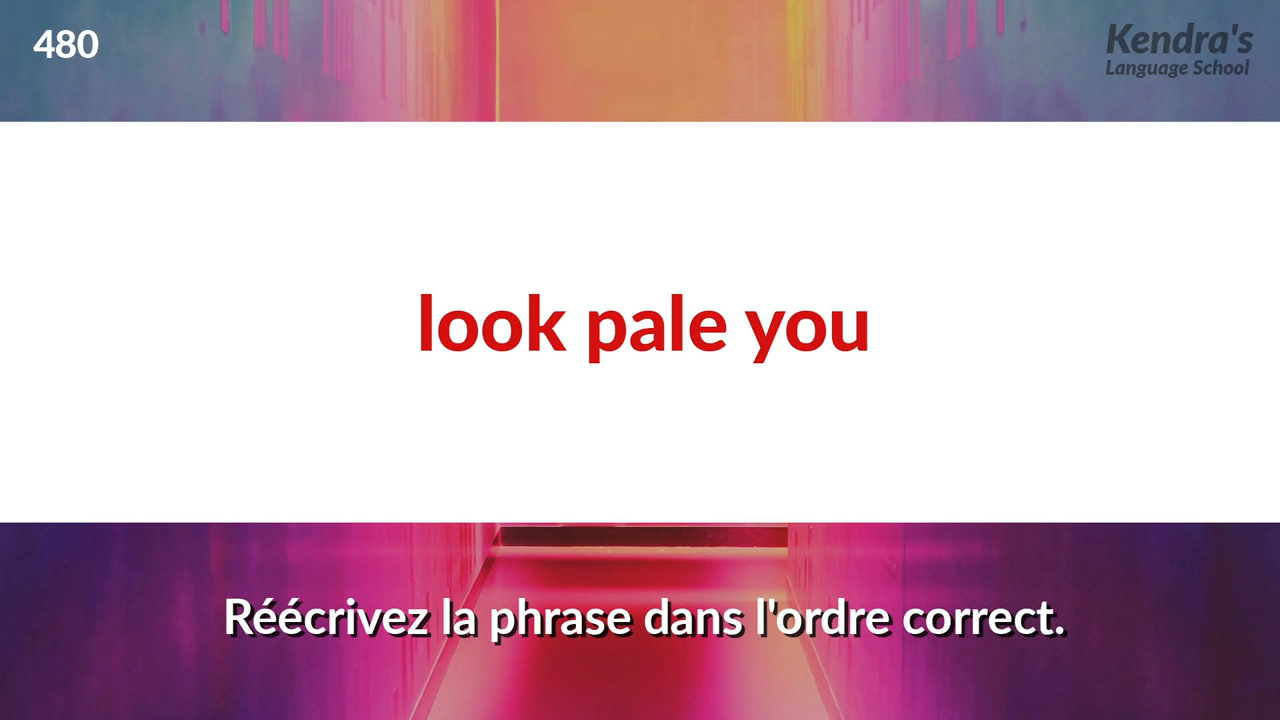 480
Kendra's
Language School
look pale you
Réécrivez la phrase dans l'ordre correct.